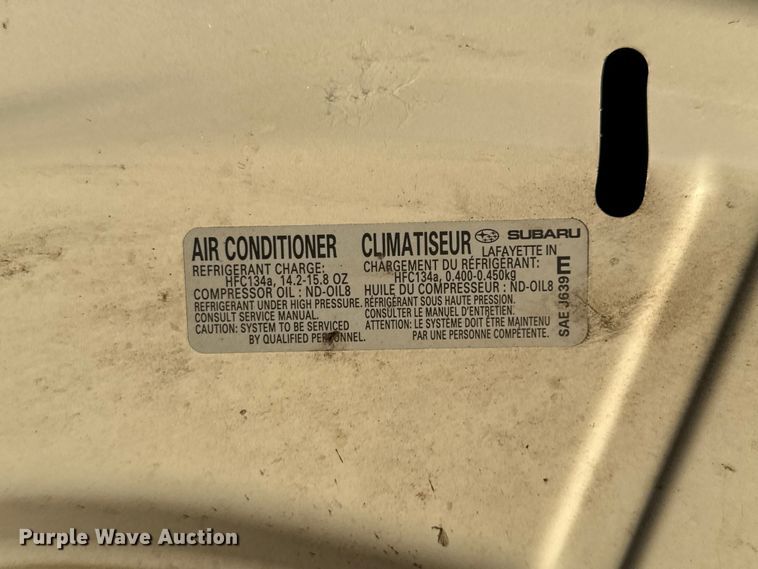 AIR CONDITIONER
REFRIGERANT CHARGE:
HFC134a, 14.2-15.8 OZ
COMPRESSOR OIL : ND-OIL8
REFRIGERANT UNDER HIGH PRESSURE.
CONSULT SERVICE MANUAL.
CAUTION: SYSTEM TO BE SERVICED
BY QUALIFIED PERSONNEL.
CLIMATISEUR
SUBARU
LAFAYETTE IN
CHARGEMENT DU RÉFRIGERANT:
HFC134a, 0.400-0.450kg
HUILE DU COMPRESSEUR: ND-OIL8
RÉFRIGÉRANT SOUS HAUTE PRESSION.
CONSULTER LE MANUEL D'ENTRETIEN.
ATTENTION: LE SYSTÈME DOIT ÊTRE MAINTENU
PAR UNE PERSONNE COMPÉTENTE.
SAE J639 E
Purple Wave Auction